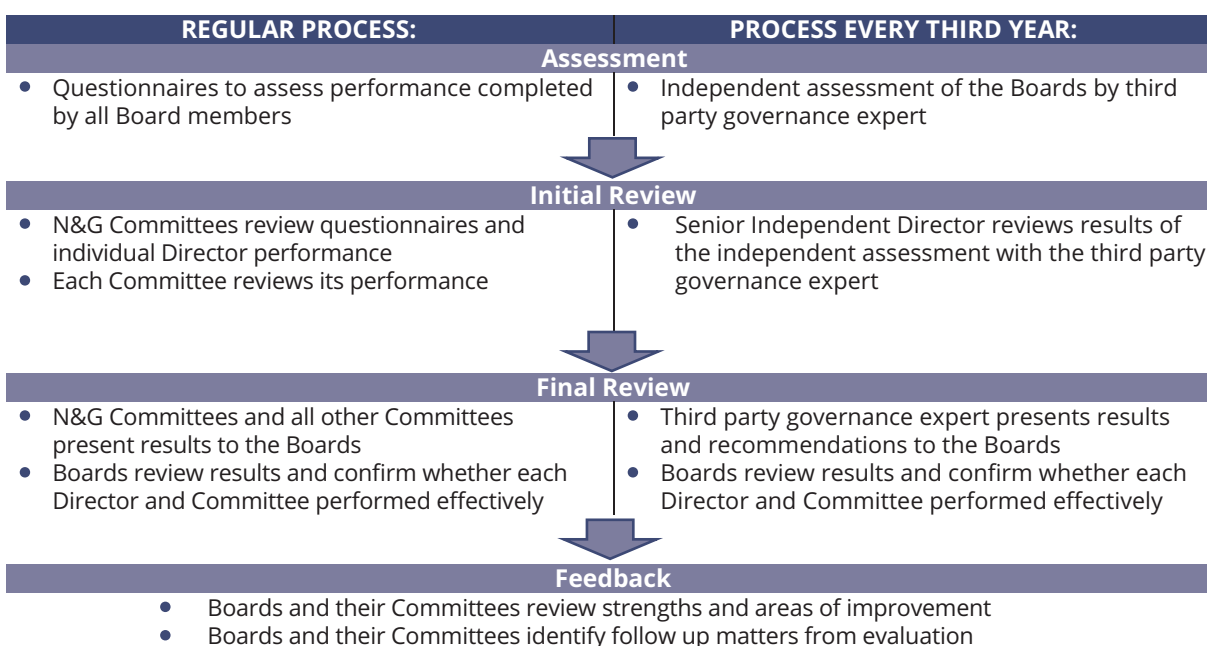 REGULAR PROCESS:
PROCESS EVERY THIRD YEAR:
Assessment
• Questionnaires to assess performance completed
by all Board members
• Independent assessment of the Boards by third
party governance expert
Initial Review
• N&G Committees review questionnaires and
individual Director performance
• Each Committee reviews its performance
• Senior Independent Director reviews results of
the independent assessment with the third party
governance expert
Final Review
• N&G Committees and all other Committees
present results to the Boards
• Boards review results and confirm whether each
Director and Committee performed effectively
• Third party governance expert presents results
and recommendations to the Boards
• Boards review results and confirm whether each
Director and Committee performed effectively
Feedback
• Boards and their Committees review strengths and areas of improvement
• Boards and their Committees identify follow up matters from evaluation